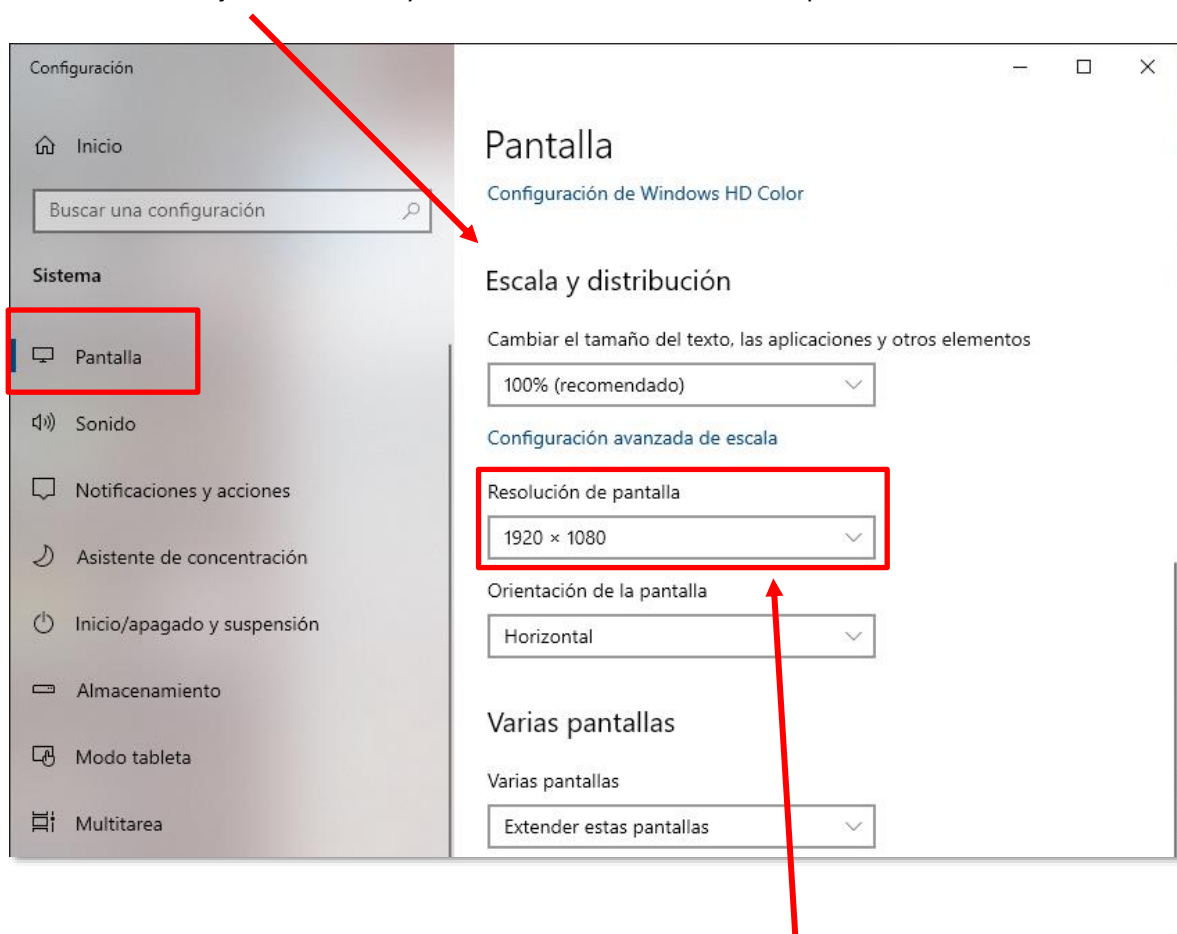 Configuración
Inicio
Buscar una configuración
Sistema
Pantalla
Sonido
Notificaciones y acciones
Asistente de concentración
Inicio/apagado y suspensión
Almacenamiento
Modo tableta
Multitarea
Pantalla
Configuración de Windows HD Color
Escala y distribución
Cambiar el tamaño del texto, las aplicaciones y otros elementos
100% (recomendado)
Configuración avanzada de escala
Resolución de pantalla
1920 × 1080
Orientación de la pantalla
Horizontal
Varias pantallas
Varias pantallas
Extender estas pantallas